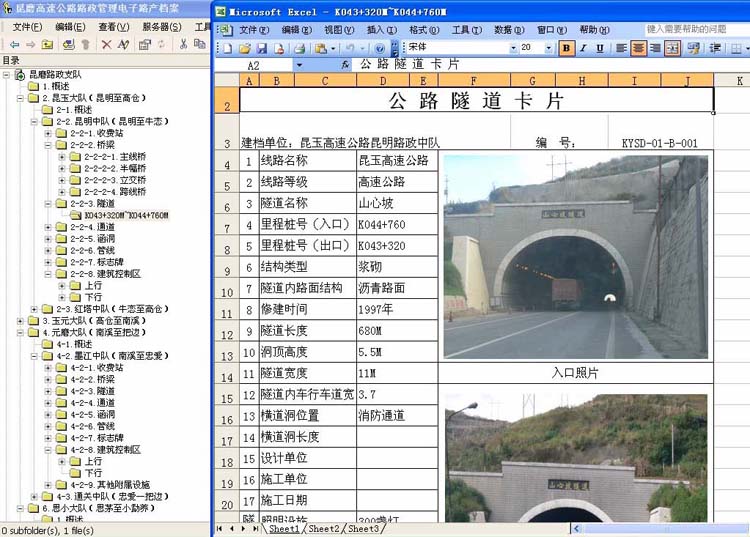 昆磨高速公路路政管理电子路产档案
文件(F) 编辑(E) 查看(V) 服务器(S) 工具
目录
昆磨路政支队
1.概述
2.昆玉大队(昆明至高仓)
2-1.概述
2-2.昆明中队(昆明至牛恋)
2-2-1.收费站
2-2-2.桥梁
2-2-2-1.主线桥
2-2-2-2.半幅桥
2-2-2-3.立交桥
2-2-2-4.跨线桥
2-2-3.隧道
K043+320M~K044+760M
2-2-4.通道
2-2-5.涵洞
2-2-6.管线
2-2-7.标志牌
2-2-8.建筑控制区
上行
下行
2-3.红塔中队(牛恋至高仓)
3.玉元大队(高仓至南溪)
4.元磨大队(南溪至把边)
4-1.概述
4-2.墨江中队(南溪至忠爱)
4-2-1.收费站
4-2-2.桥梁
4-2-3.隧道
4-2-4.通道
4-2-5.涵洞
4-2-6.管线
4-2-7.标志牌
4-2-8.建筑控制区
上行
下行
4-2-9.其他附属设施
4-3.通关中队(忠爱一把边)
6.思小大队(思茅至小勐养)
1.概述
0 subfolder(s), 1 file(s)
Microsoft Excel - K043+320M~K044+760M
文件(F) 编辑(E) 视图(V) 插入(I) 格式(O) 工具(T) 数据(D) 窗口(W) 帮助(H) 键入需要帮助的问题
宋体 20 B I U
A2 fx 公路隧道卡片
A B C D E F G H I J K
2 公路隧道卡片
3 建档单位：昆玉高速公路昆明路政中队 编 号： KYSD-01-B-001
4 1 线路名称 昆玉高速公路
5 2 线路等级 高速公路
6 3 隧道名称 山心坡
7 4 里程桩号（入口） K044+760
8 5 里程桩号（出口） K043+320
9 6 结构类型 浆砌
10 7 隧道内路面结构 沥青路面
11 8 修建时间 1997年
12 9 隧道长度 680M
13 10 洞顶高度 5.5M
14 11 隧道宽度 11M
15 12 隧道内车行车道宽 3.7
16 13 横道洞位置 消防通道
17 14 横道洞长度
18 15 设计单位
19 16 施工单位
20 17 施工日期
山心坡隧道
入口照片
山心坡隧道
Sheet1 Sheet2 Sheet3